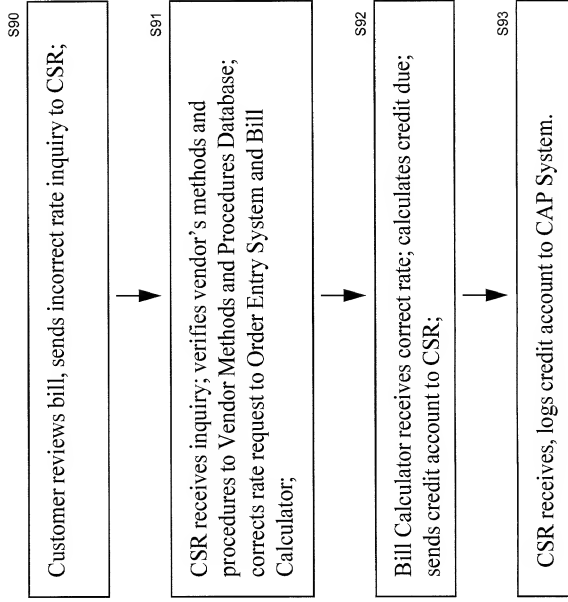 S90
Customer reviews bill, sends incorrect rate inquiry to CSR;
S91
CSR receives inquiry; verifies vendor's methods and
procedures to Vendor Methods and Procedures Database;
corrects rate request to Order Entry System and Bill
Calculator;
S92
Bill Calculator receives correct rate; calculates credit due;
sends credit account to CSR;
S93
CSR receives, logs credit account to CAP System.